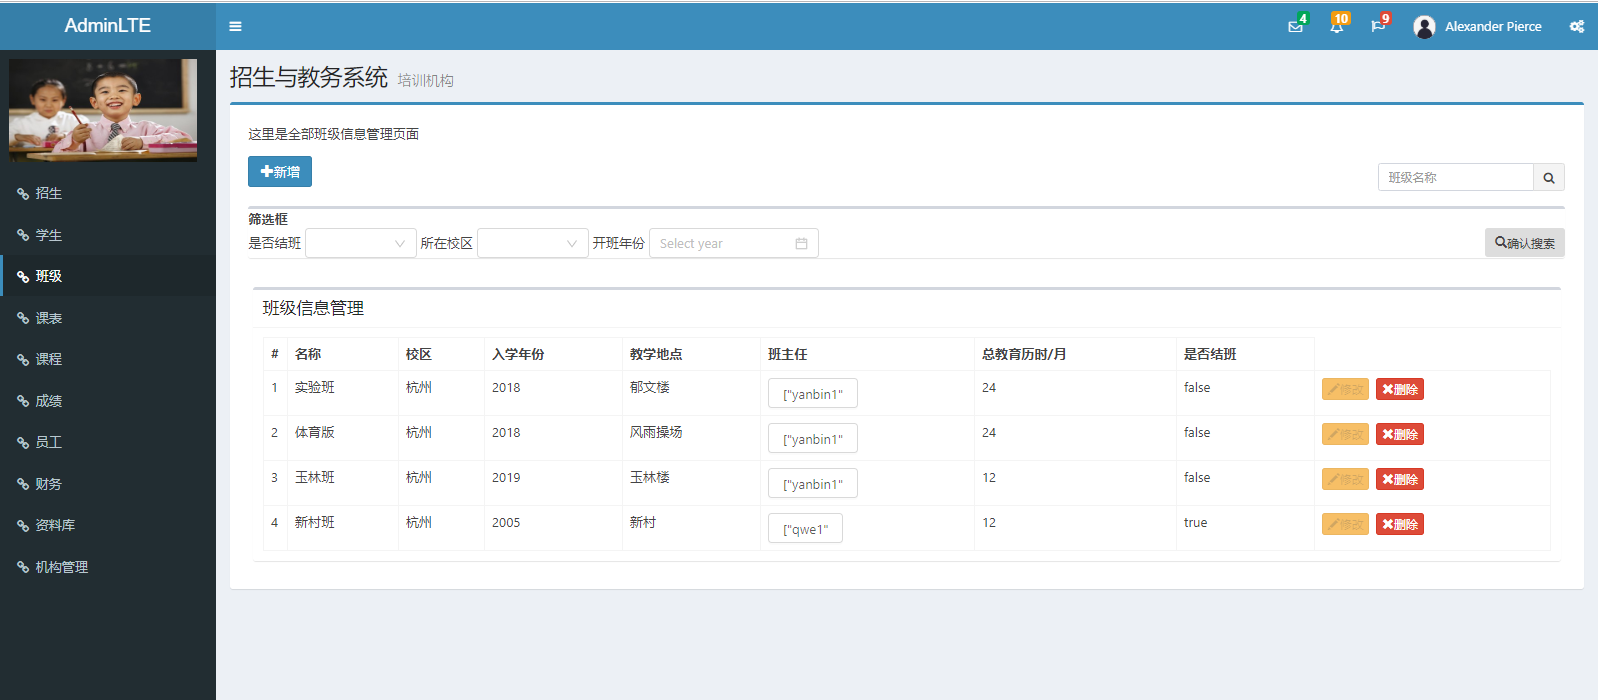 AdminLTE
4
10
9
Alexander Pierce
招生与教务系统 培训机构
招生
学生
班级
课表
课程
成绩
员工
财务
资料库
机构管理
这里是全部班级信息管理页面
新增
班级名称
筛选框
是否结班 所在校区 开班年份 Select year 确认搜索
班级信息管理
# 名称 校区 入学年份 教学地点 班主任 总教育历时/月 是否结班
1 实验班 杭州 2018 郁文楼 ["yanbin1" 24 false 修改 删除
2 体育版 杭州 2018 风雨操场 ["yanbin1" 24 false 修改 删除
3 玉林班 杭州 2019 玉林楼 ["yanbin1" 12 false 修改 删除
4 新村班 杭州 2005 新村 ["qwe1" 12 true 修改 删除